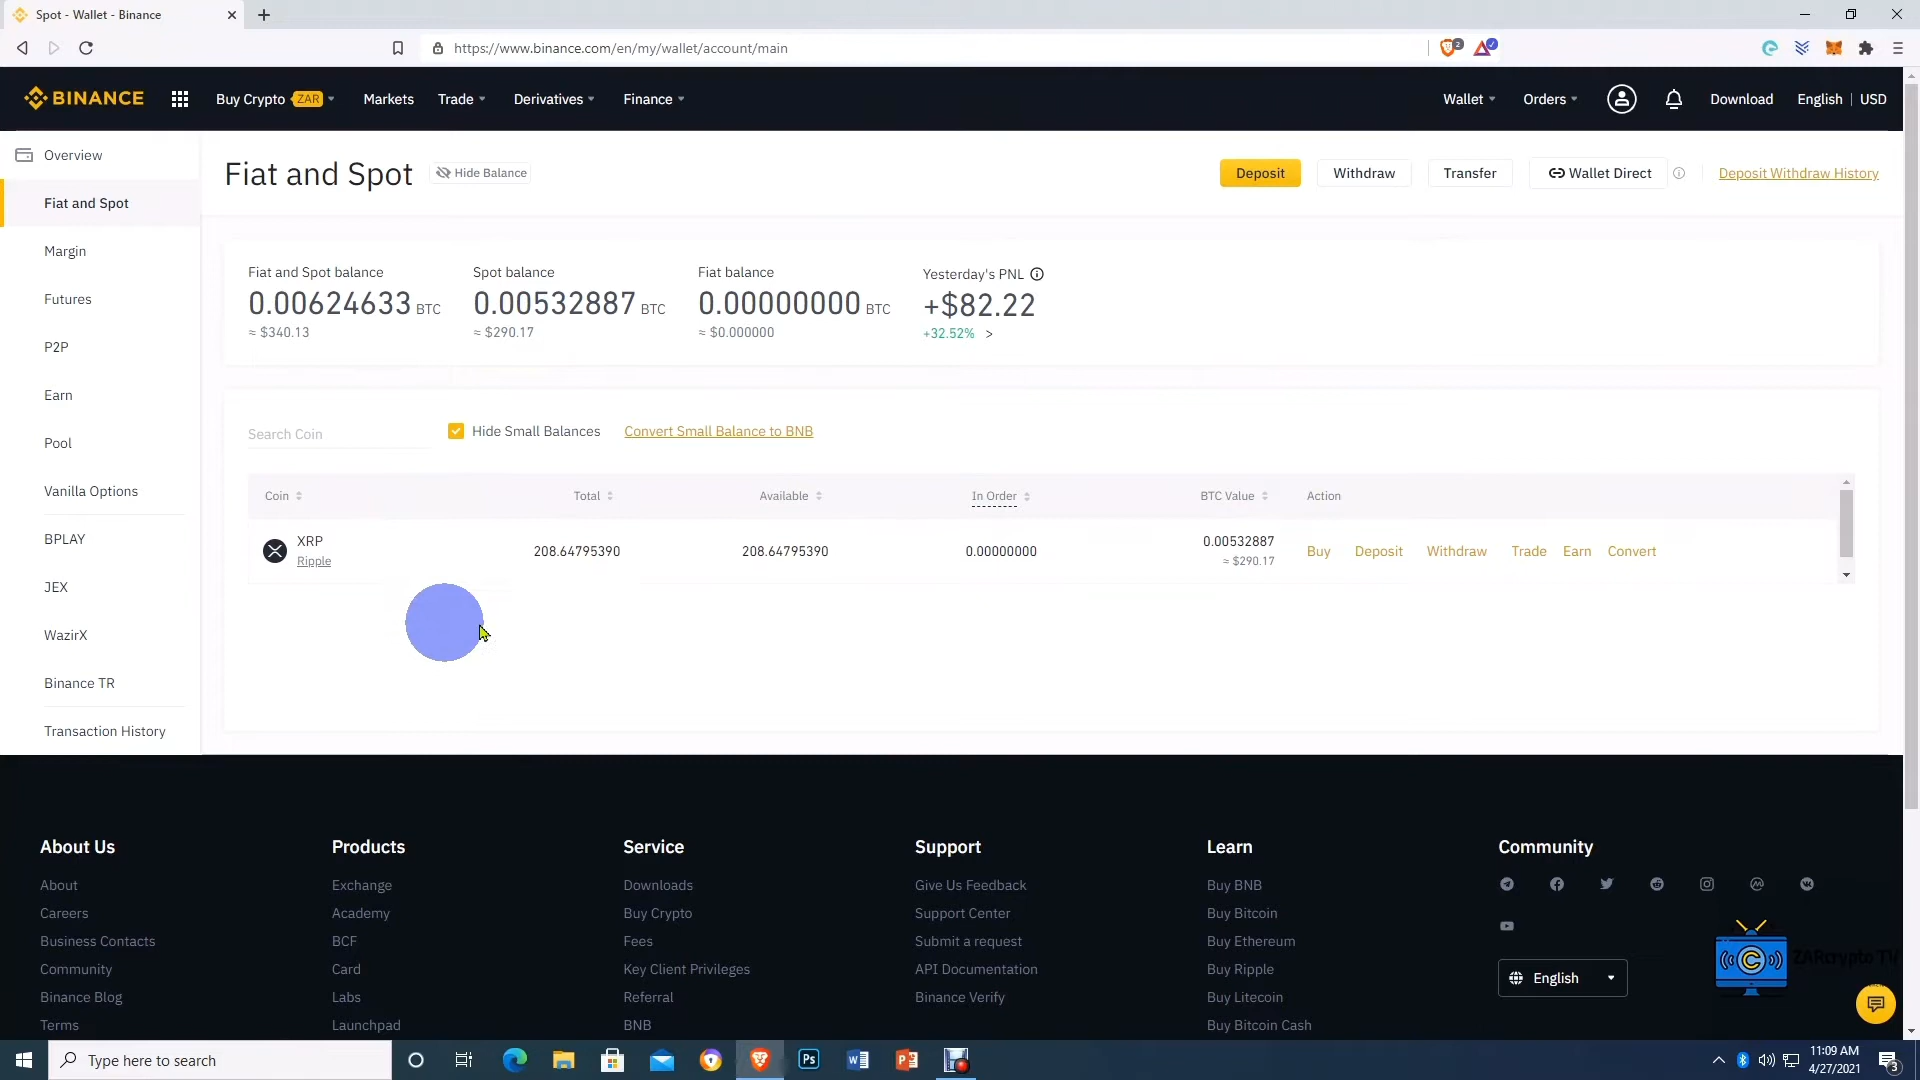 Spot - Wallet - Binance
https://www.binance.com/en/my/wallet/account/main
2
BINANCE
Buy Crypto ZAR
Markets
Trade
Derivatives
Finance
Wallet
Orders
Download
English | USD
Overview
Fiat and Spot
Margin
Futures
P2P
Earn
Pool
Vanilla Options
BPLAY
JEX
WazirX
Binance TR
Transaction History
Fiat and Spot
Hide Balance
Deposit
Withdraw
Transfer
Wallet Direct
Deposit Withdraw History
Fiat and Spot balance
0.00624633 BTC
≈ $340.13
Spot balance
0.00532887 BTC
≈ $290.17
Fiat balance
0.00000000 BTC
≈ $0.000000
Yesterday's PNL
+$82.22
+32.52% >
Search Coin
Hide Small Balances
Convert Small Balance to BNB
Coin Total Available In Order BTC Value Action
XRP
Ripple
208.64795390
208.64795390
0.00000000
0.00532887
≈ $290.17
Buy Deposit Withdraw Trade Earn Convert
About Us
About
Careers
Business Contacts
Community
Binance Blog
Terms
Products
Exchange
Academy
BCF
Card
Labs
Launchpad
Service
Downloads
Buy Crypto
Fees
Key Client Privileges
Referral
BNB
Support
Give Us Feedback
Support Center
Submit a request
API Documentation
Binance Verify
Learn
Buy BNB
Buy Bitcoin
Buy Ethereum
Buy Ripple
Buy Litecoin
Buy Bitcoin Cash
Community
English
ZARcrypto TV
Type here to search
Ps
11:09 AM
4/27/2021
3